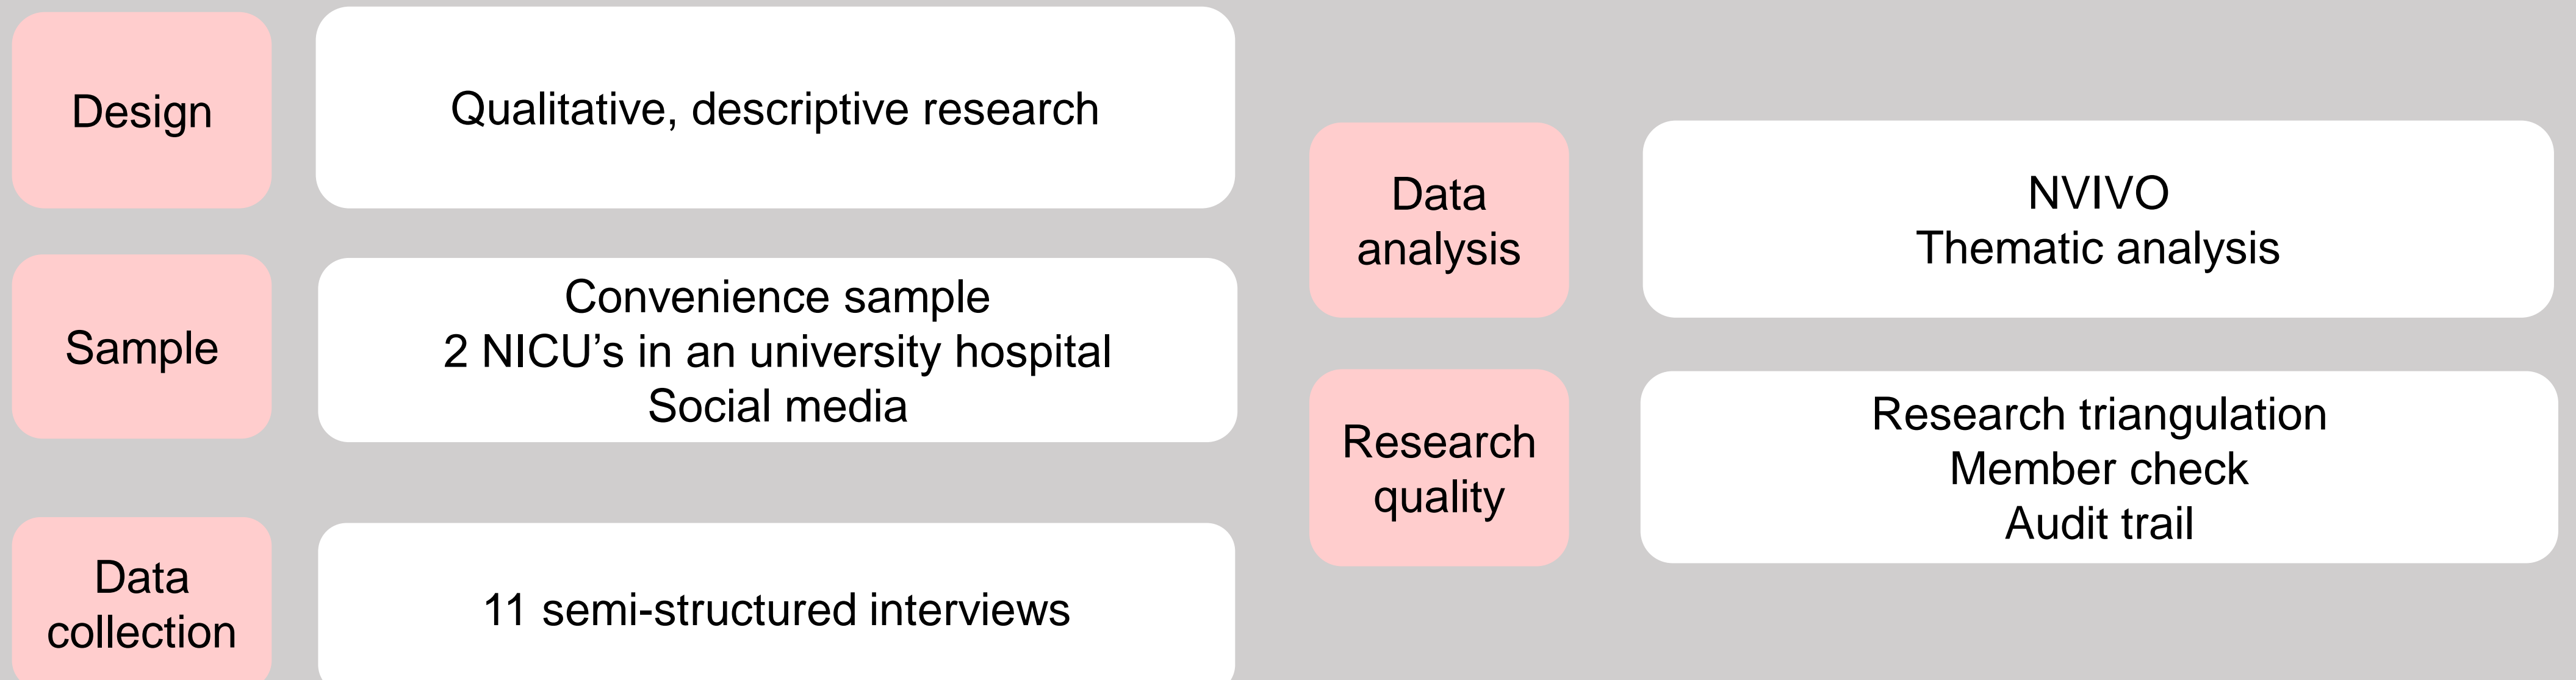 Design
Qualitative, descriptive research
Sample
Convenience sample
2 NICU’s in an university hospital
Social media
Data
collection
11 semi-structured interviews
Data
analysis
NVIVO
Thematic analysis
Research
quality
Research triangulation
Member check
Audit trail